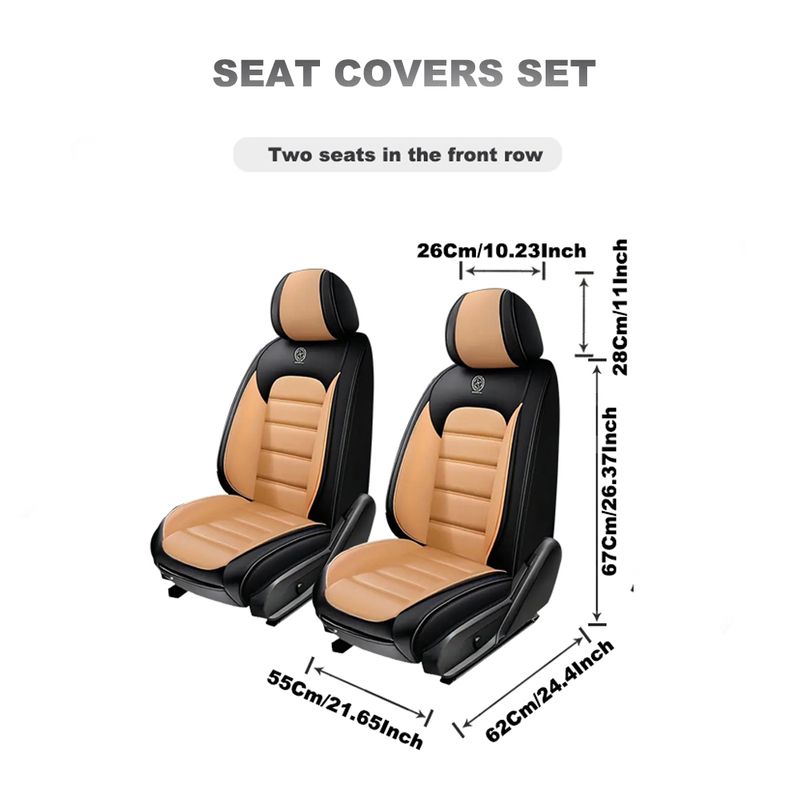 SEAT COVERS SET
Two seats in the front row
26Cm/10.23Inch
28Cm/11Inch
67Cm/26.37Inch
55Cm/21.65Inch
62Cm/24.4Inch